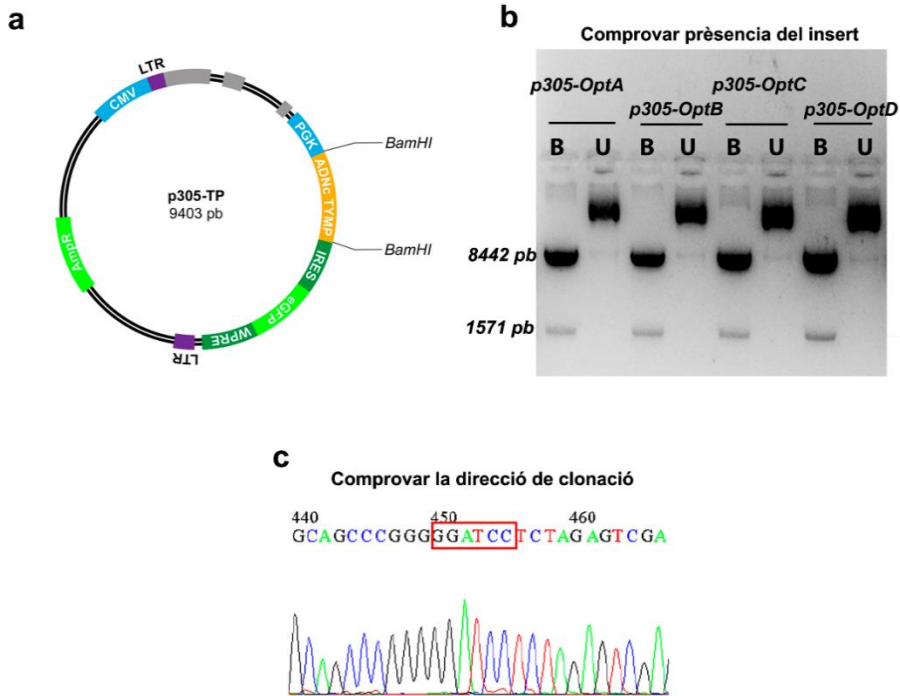 a
LTR
CMV
PGK
BamHI
ADNc TYMP
p305-TP
9403 pb
BamHI
IRES
AmpR
eGFP
WPRE
LTR
b
Comprovar prèsencia del insert
p305-OptA
p305-OptB
p305-OptC
p305-OptD
B U B U B U B U
8442 pb
1571 pb
c
Comprovar la direcció de clonació
440 450 460
GCAGCCCGGGGGATCCTCTAGAGTCGA